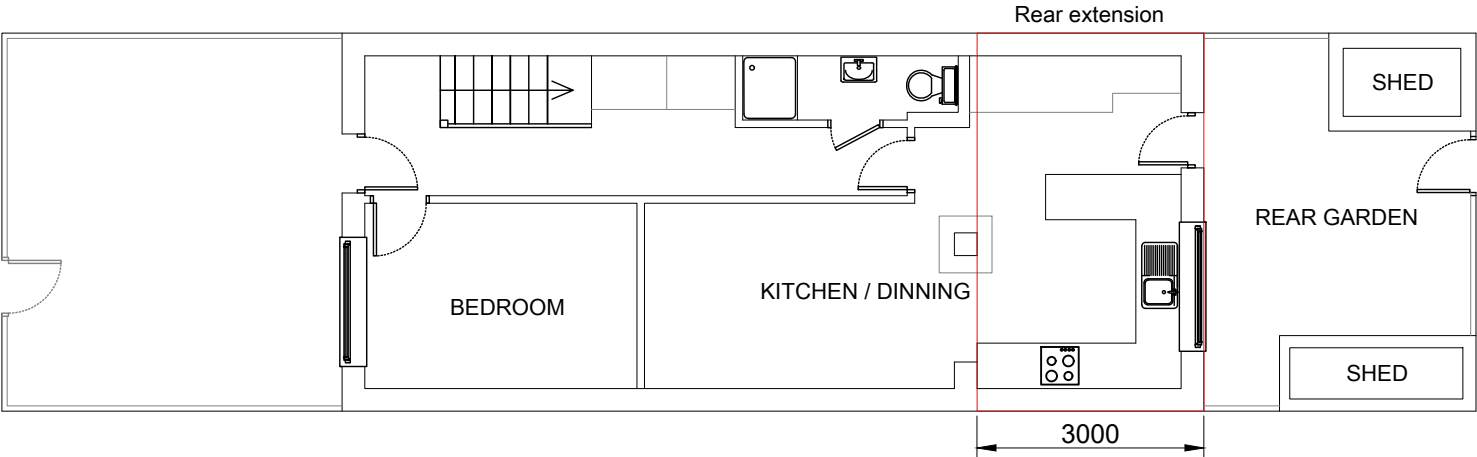 Rear extension
SHED
REAR GARDEN
KITCHEN / DINNING
BEDROOM
SHED
3000